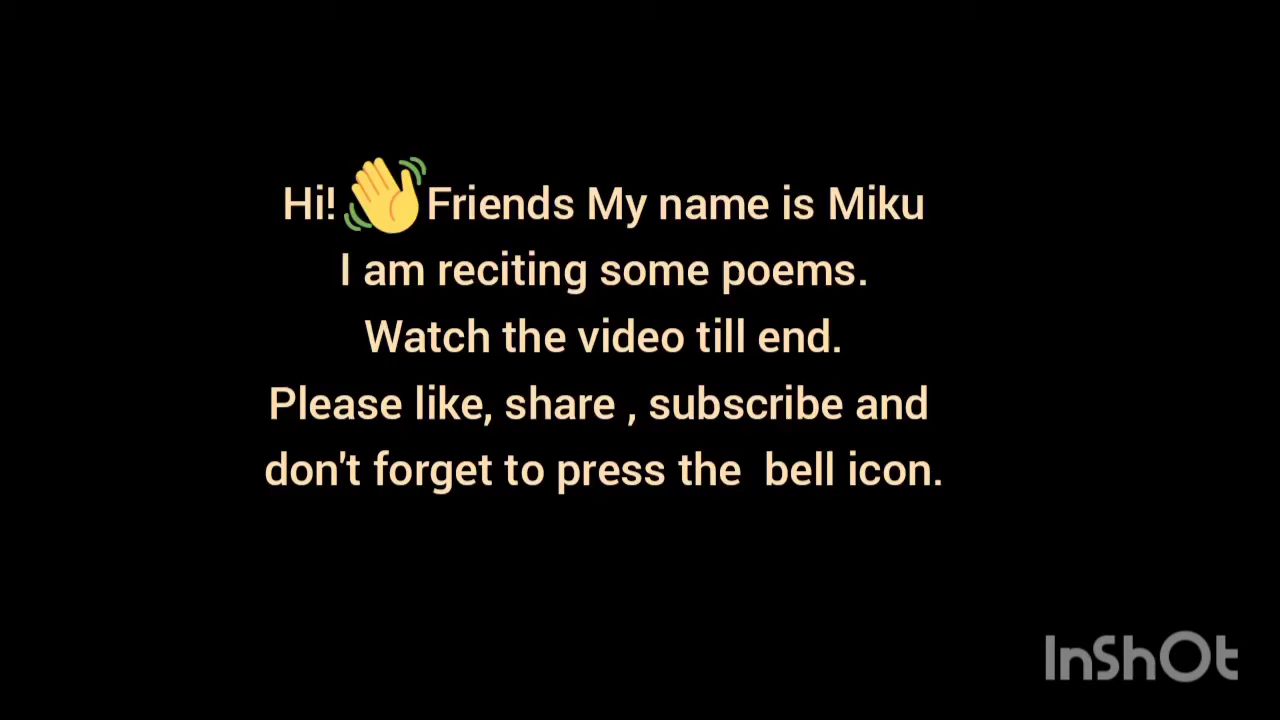 Hi!👋Friends My name is Miku
I am reciting some poems.
Watch the video till end.
Please like, share , subscribe and
don't forget to press the  bell icon.
InShOt